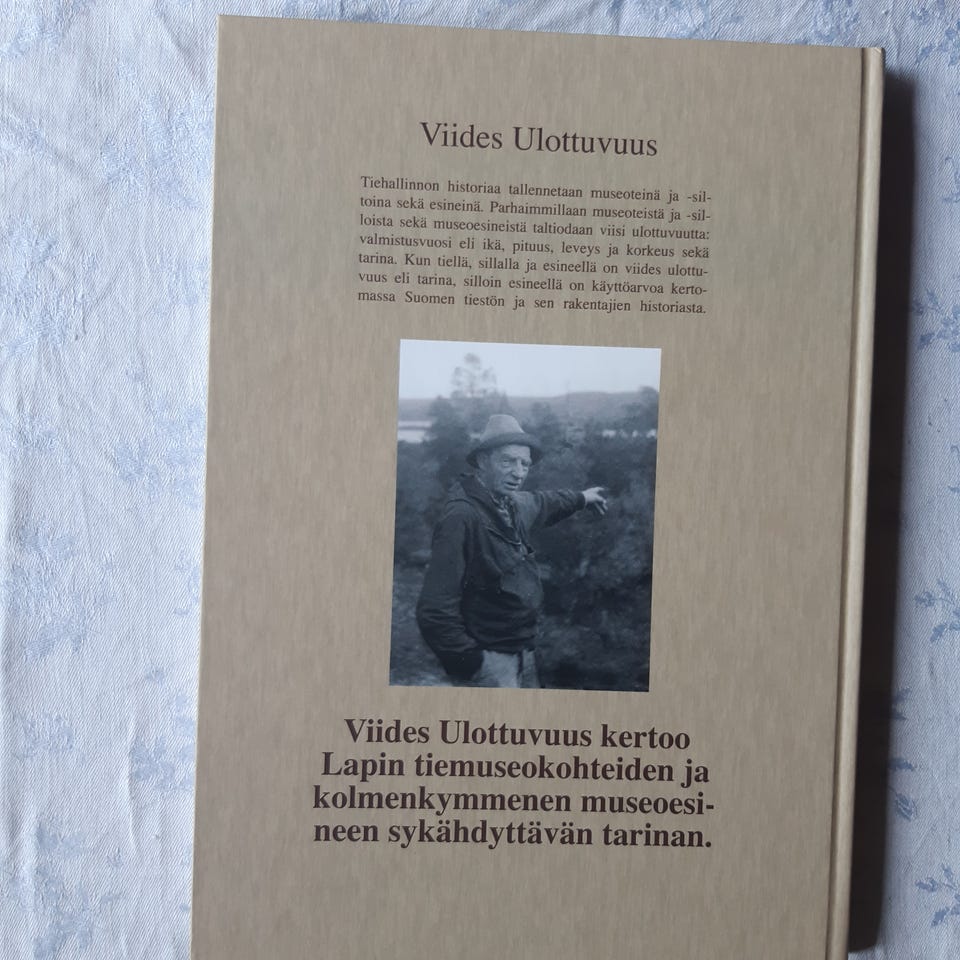 Viides Ulottuvuus
Tiehallinnon historiaa tallennetaan museoteinä ja -sil-
toina sekä esineinä. Parhaimmillaan museoteistä ja -sil-
loista sekä museoesineistä taltiodaan viisi ulottuvuutta:
valmistusvuosi eli ikä, pituus, leveys ja korkeus sekä
tarina. Kun tiellä, sillalla ja esineellä on viides ulottu-
vuus eli tarina, silloin esineellä on käyttöarvoa kerto-
massa Suomen tiestön ja sen rakentajien historiasta.
Viides Ulottuvuus kertoo
Lapin tiemuseokohteiden ja
kolmenkymmenen museoesi-
neen sykähdyttävän tarinan.